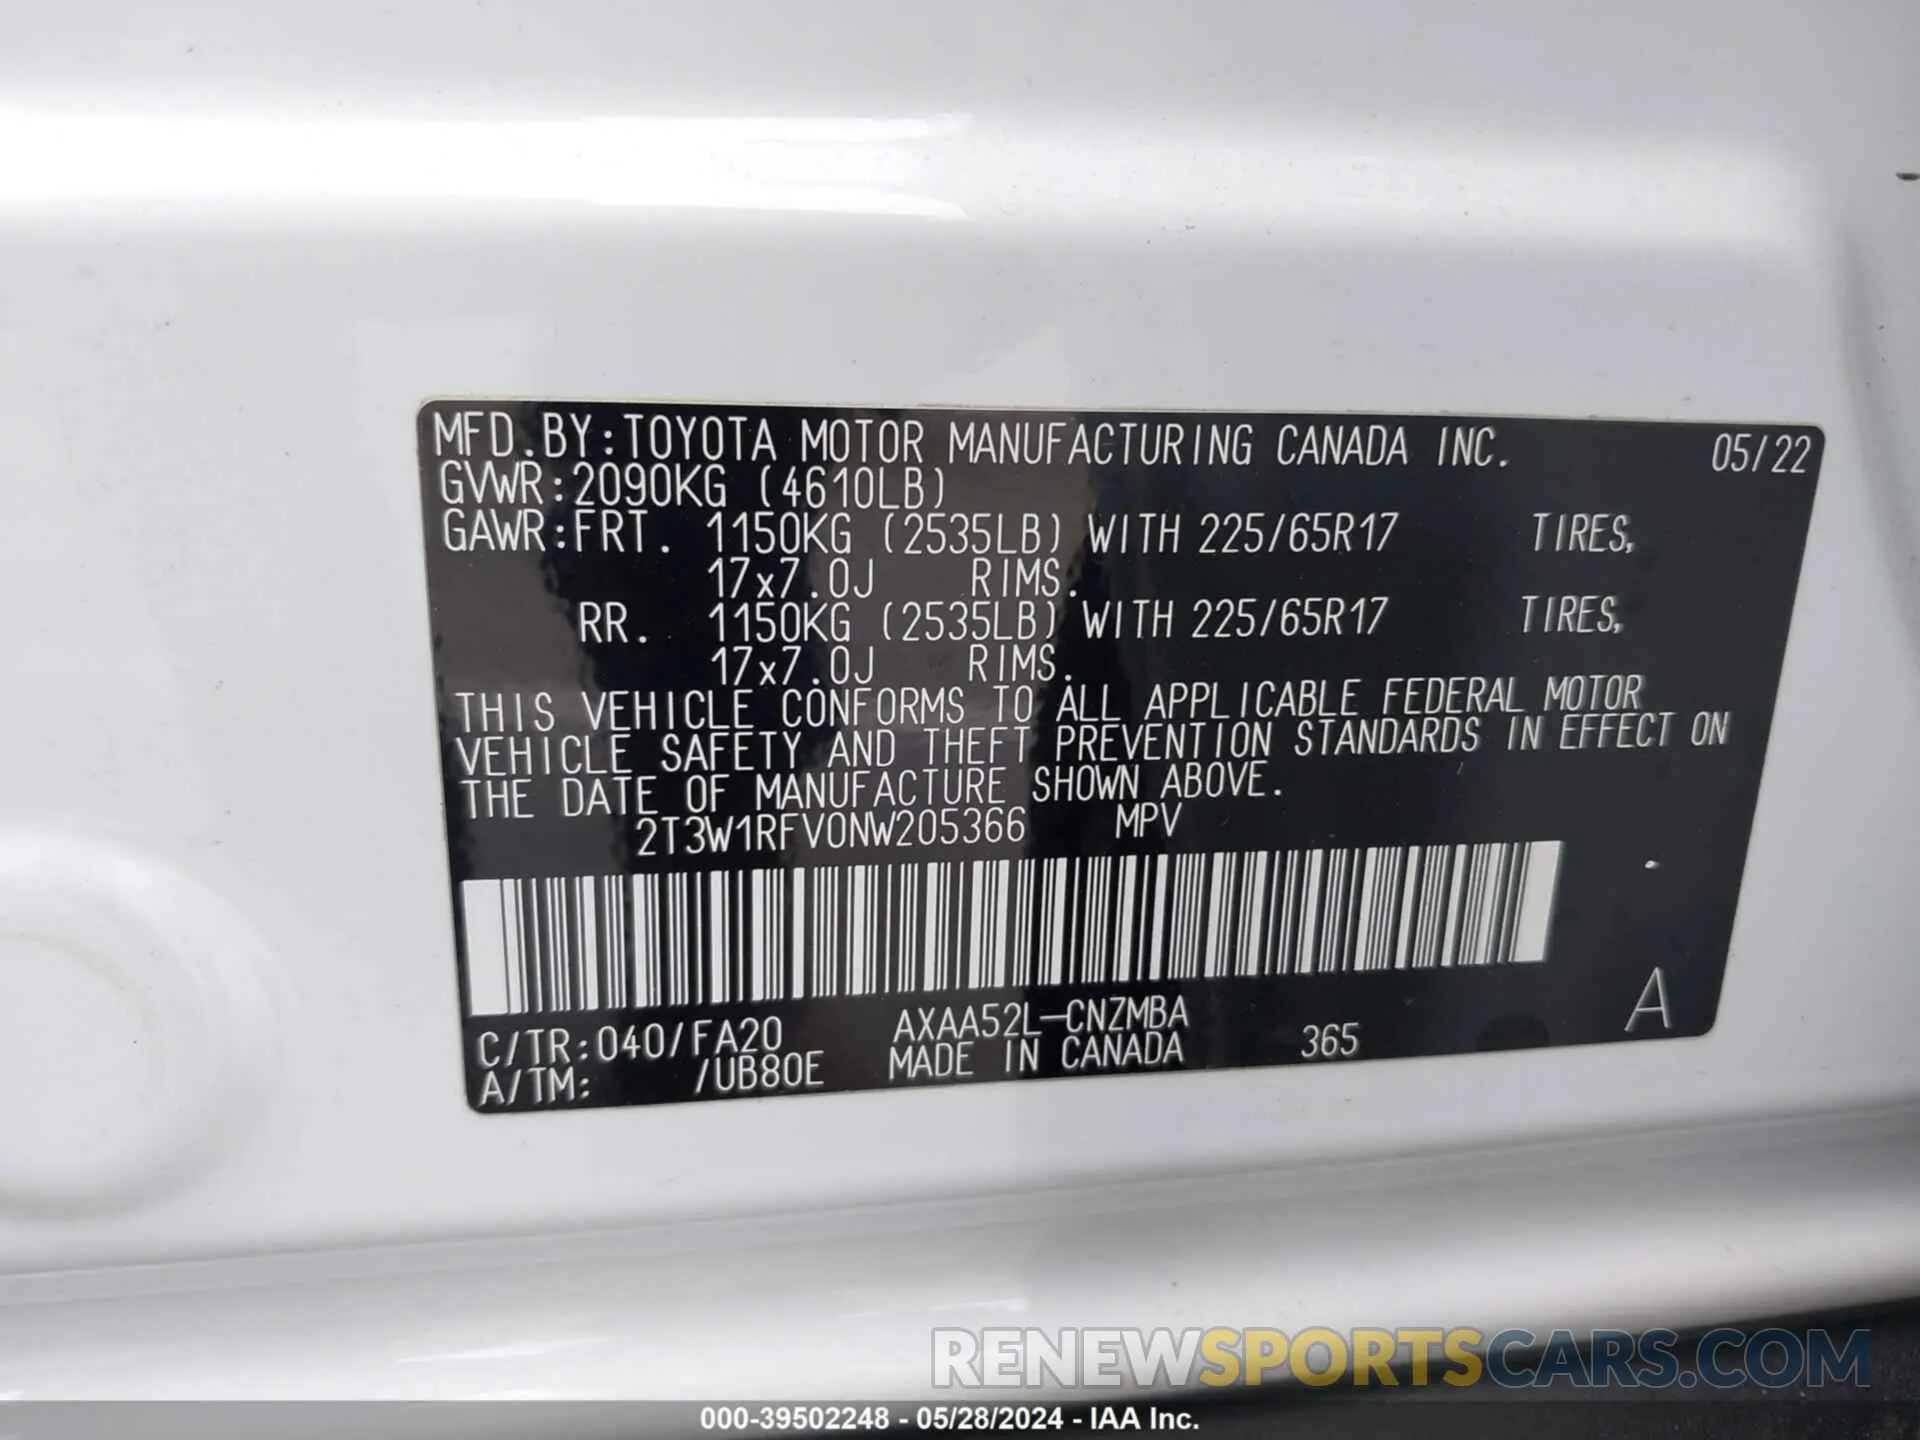 MFD.BY:TOYOTA MOTOR MANUFACTURING CANADA INC. 05/22
GVWR:2090KG (4610LB)
GAWR:FRT. 1150KG (2535LB) WITH 225/65R17 TIRES,
17x7.0J RIMS.
RR. 1150KG (2535LB) WITH 225/65R17 TIRES,
17x7.0J RIMS.
THIS VEHICLE CONFORMS TO ALL APPLICABLE FEDERAL MOTOR
VEHICLE SAFETY AND THEFT PREVENTION STANDARDS IN EFFECT ON
THE DATE OF MANUFACTURE SHOWN ABOVE.
2T3W1RFV0NW205366 MPV
C/TR:040/FA20 AXAA52L-CNZMBA 365 A
A/TM: /UB80E MADE IN CANADA
RENEWSPORTSCARS.COM
000-39502248 - 05/28/2024 - IAA Inc.